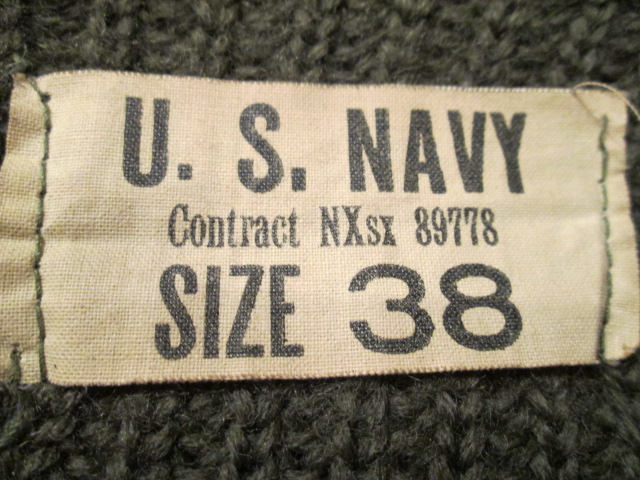 U. S. NAVY
Contract NXsx 89778
SIZE 38